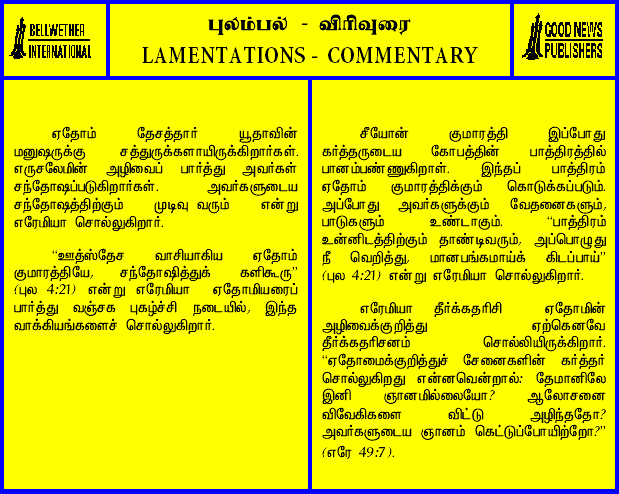 BELLWETHER
INTERNATIONAL
புலம்பல் - விரிவுரை
LAMENTATIONS - COMMENTARY
GOOD NEWS
PUBLISHERS
ஏதோம் தேசத்தார் யூதாவின்
மனுஷருக்கு சத்துருக்களாயிருக்கிறார்கள்.
எருசலேமின் அழிவைப் பார்த்து அவர்கள்
சந்தோஷப்படுகிறார்கள். அவர்களுடைய
சந்தோஷத்திற்கும் முடிவு வரும் என்று
எரேமியா சொல்லுகிறார்.
“ஊத்ஸ்தேச வாசியாகிய ஏதோம்
குமாரத்தியே, சந்தோஷித்துக் களிகூரு”
(புல 4:21) என்று எரேமியா ஏதோமியரைப்
பார்த்து வஞ்சக புகழ்ச்சி நடையில், இந்த
வாக்கியங்களைச் சொல்லுகிறார்.
சீயோன் குமாரத்தி இப்போது
கர்த்தருடைய கோபத்தின் பாத்திரத்தில்
பானம்பண்ணுகிறாள். இந்தப் பாத்திரம்
ஏதோம் குமாரத்திக்கும் கொடுக்கப்படும்.
அப்போது அவர்களுக்கும் வேதனைகளும்,
பாடுகளும் உண்டாகும். “பாத்திரம்
உன்னிடத்திற்கும் தாண்டிவரும், அப்பொழுது
நீ வெறித்து, மானபங்கமாய்க் கிடப்பாய்”
(புல 4:21) என்று எரேமியா சொல்லுகிறார்.
எரேமியா தீர்க்கதரிசி ஏதோமின்
அழிவைக்குறித்து ஏற்கெனவே
தீர்க்கதரிசனம் சொல்லியிருக்கிறார்.
“ஏதோமைக்குறித்துச் சேனைகளின் கர்த்தர்
சொல்லுகிறது என்னவென்றால்: தேமானிலே
இனி ஞானமில்லையோ? ஆலோசனை
விவேகிகளை விட்டு அழிந்ததோ?
அவர்களுடைய ஞானம் கெட்டுப்போயிற்றோ?”
(எரே 49:7).